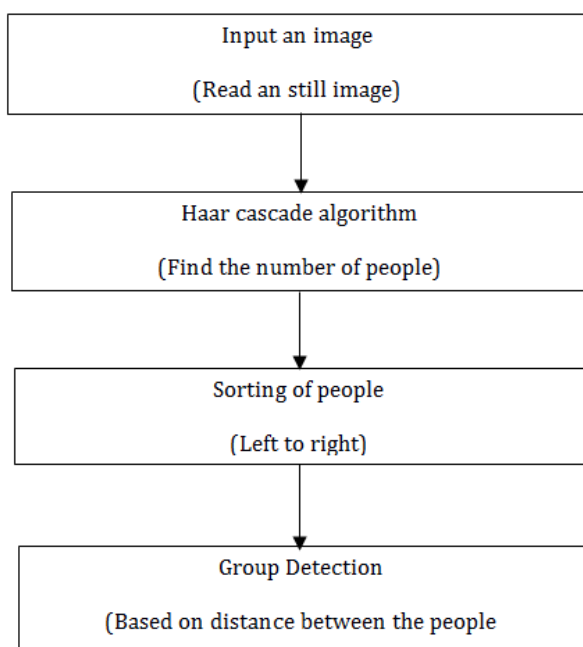 Input an image
(Read an still image)
Haar cascade algorithm
(Find the number of people)
Sorting of people
(Left to right)
Group Detection
(Based on distance between the people